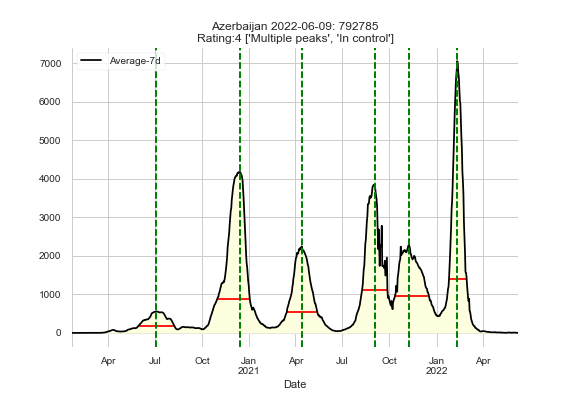 Azerbaijan 2022-06-09: 792785
Rating:4 ['Multiple peaks', 'In control']
Average-7d
7000
6000
5000
4000
3000
2000
1000
0
Apr Jul Oct Jan Apr Jul Oct Jan Apr
2021 2022
Date